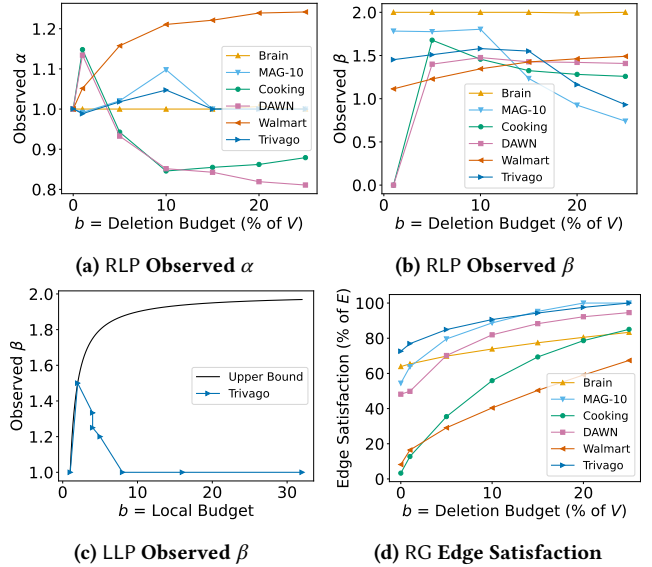 Observed α
1.2
1.1
1.0
0.9
0.8
0
10
20
b = Deletion Budget (% of V)
Brain
MAG-10
Cooking
DAWN
Walmart
Trivago
(a) RLP Observed α
Observed β
2.0
1.5
1.0
0.5
0.0
0
10
20
b = Deletion Budget (% of V)
Brain
MAG-10
Cooking
DAWN
Walmart
Trivago
(b) RLP Observed β
Observed β
2.0
1.8
1.6
1.4
1.2
1.0
0
10
20
30
b = Local Budget
Upper Bound
Trivago
(c) LLP Observed β
Edge Satisfaction (% of E)
100
80
60
40
20
0
0
10
20
b = Deletion Budget (% of V)
Brain
MAG-10
Cooking
DAWN
Walmart
Trivago
(d) RG Edge Satisfaction